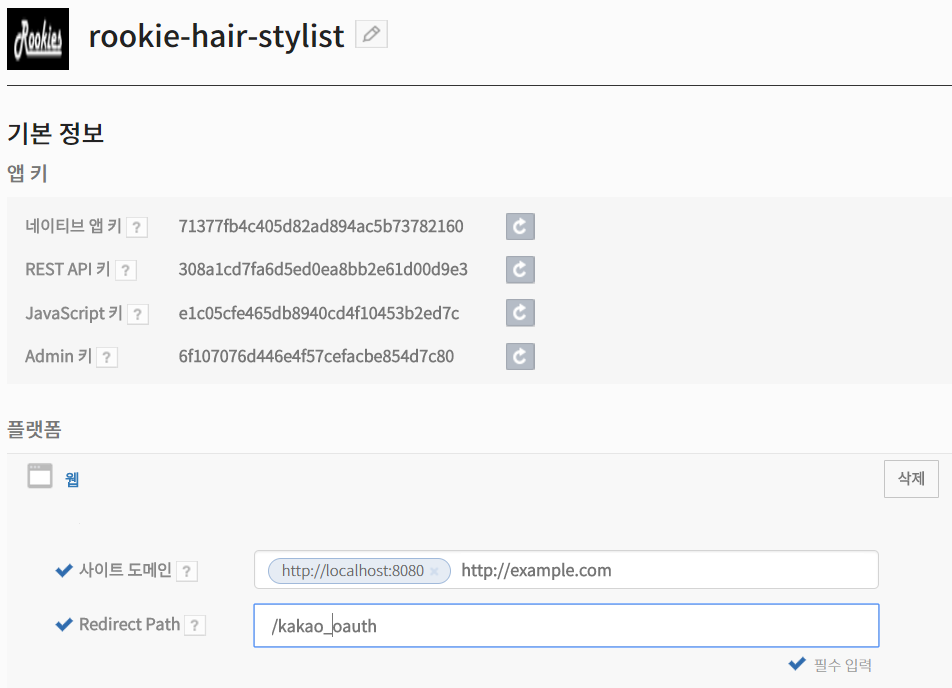 Rookies
rookie-hair-stylist
기본 정보
앱 키
네이티브 앱 키 ? 71377fb4c405d82ad894ac5b73782160
REST API 키 ? 308a1cd7fa6d5ed0ea8bb2e61d00d9e3
JavaScript 키 ? e1c05cfe465db8940cd4f10453b2ed7c
Admin 키 ? 6f107076d446e4f57cefacbe854d7c80
플랫폼
웹 삭제
사이트 도메인 ? http://localhost:8080 × http://example.com
Redirect Path ? /kakao_oauth
필수 입력